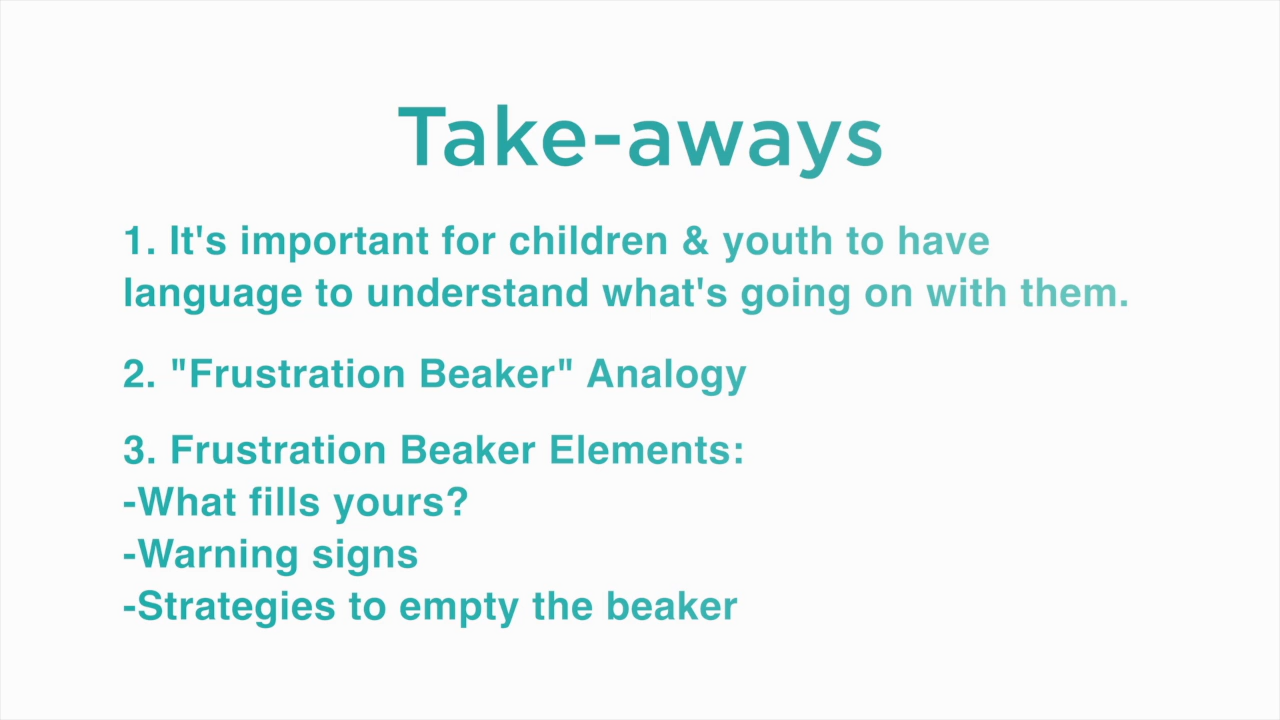 Take-aways
1. It's important for children & youth to have
language to understand what's going on with them.
2. "Frustration Beaker" Analogy
3. Frustration Beaker Elements:
-What fills yours?
-Warning signs
-Strategies to empty the beaker